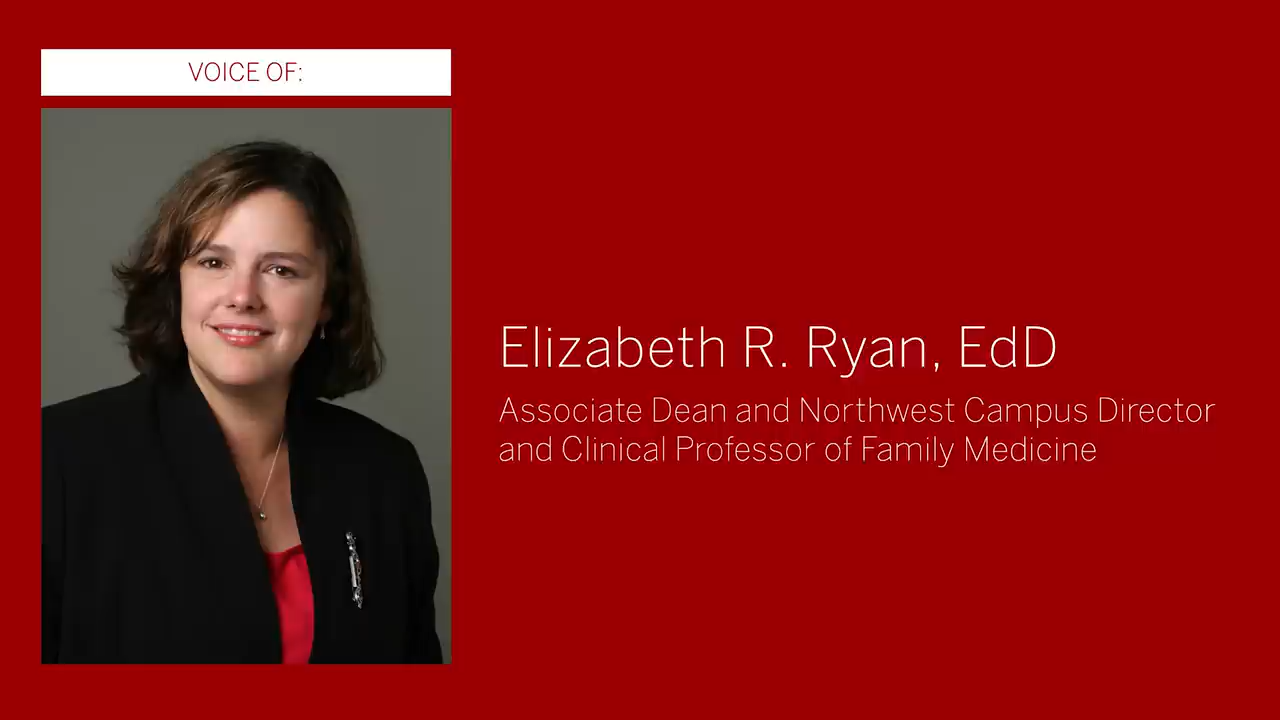 VOICE OF:
Elizabeth R. Ryan, EdD
Associate Dean and Northwest Campus Director
and Clinical Professor of Family Medicine